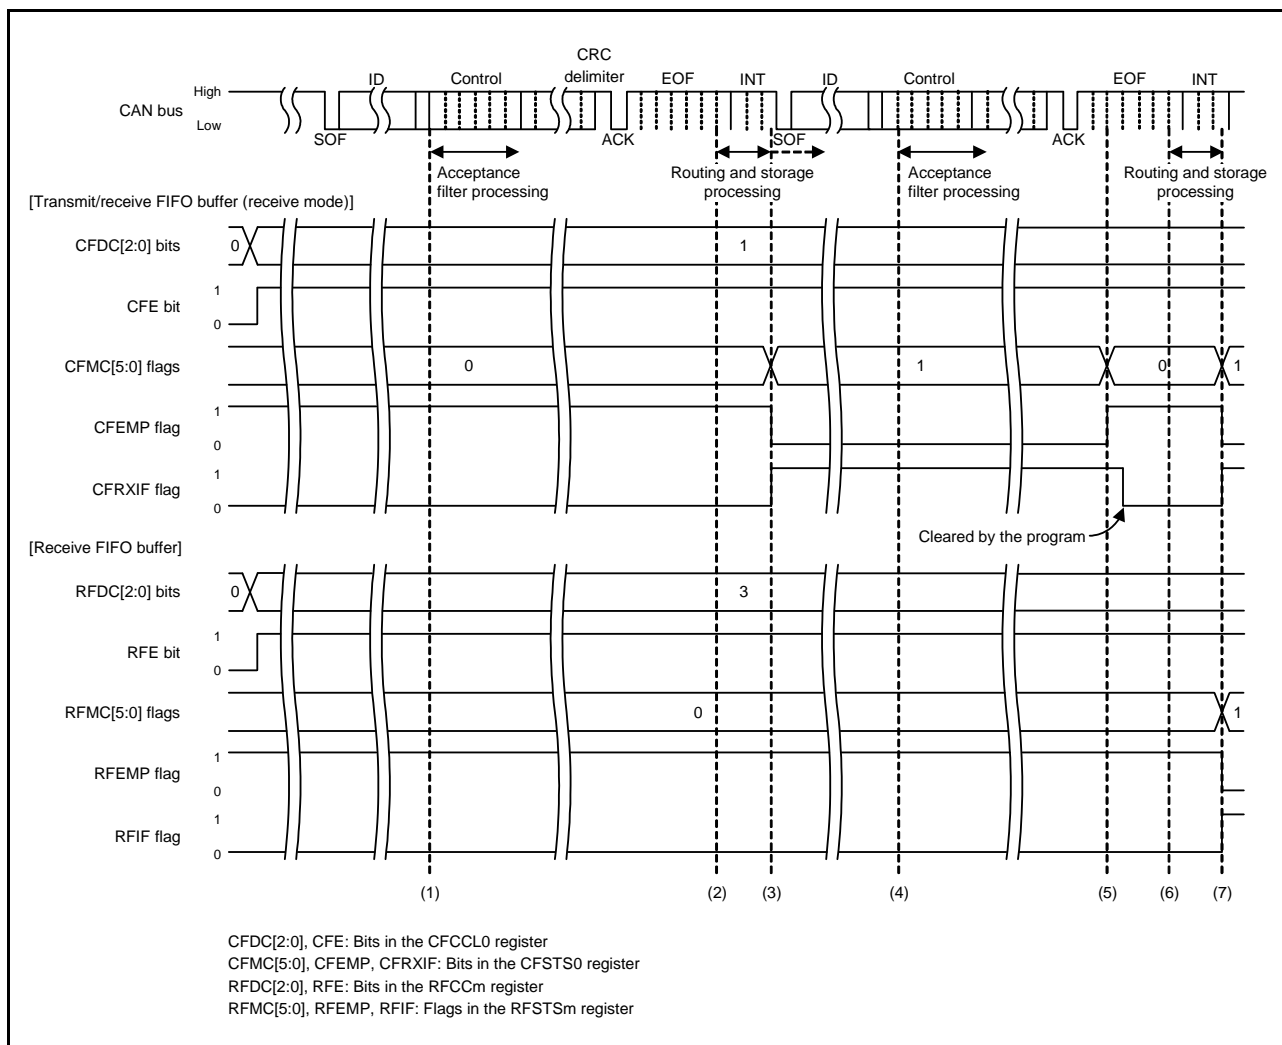 CRC
ID Control delimiter EOF INT ID Control EOF INT
High
CAN bus
Low
SOF ACK SOF ACK
Acceptance Routing and storage Acceptance Routing and storage
filter processing processing filter processing processing
[Transmit/receive FIFO buffer (receive mode)]
CFDC[2:0] bits 0 1
1
CFE bit
0
CFMC[5:0] flags 0 1 0 1
1
CFEMP flag
0
1
CFRXIF flag
0
Cleared by the program
[Receive FIFO buffer]
RFDC[2:0] bits 0 3
1
RFE bit
0
RFMC[5:0] flags 0 1
1
RFEMP flag
0
1
RFIF flag
0
(1) (2) (3) (4) (5) (6) (7)
CFDC[2:0], CFE: Bits in the CFCCL0 register
CFMC[5:0], CFEMP, CFRXIF: Bits in the CFSTS0 register
RFDC[2:0], RFE: Bits in the RFCCm register
RFMC[5:0], RFEMP, RFIF: Flags in the RFSTSm register